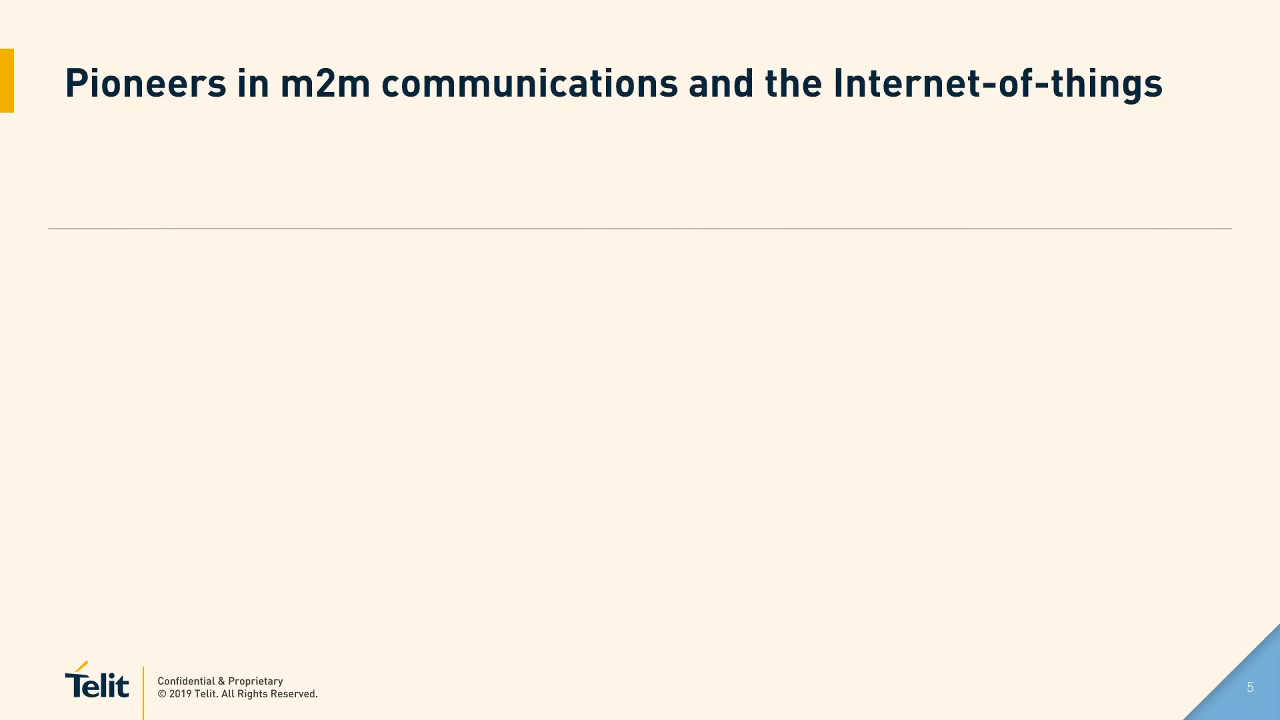 Pioneers in m2m communications and the Internet-of-things
Telit
Confidential & Proprietary
© 2019 Telit. All Rights Reserved.
5